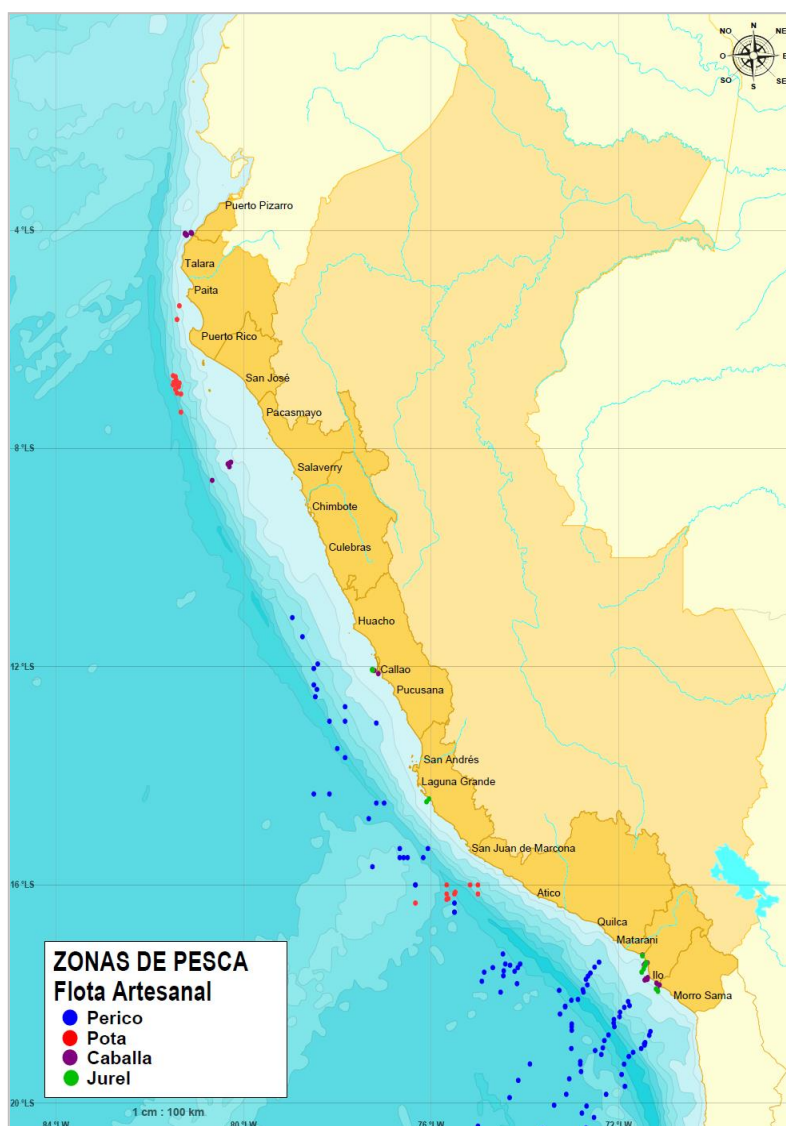 N
NO
NE
O
E
SO
SE
S
Puerto Pizarro
4 °LS
Talara
Paita
Puerto Rico
San José
Pacasmayo
8 °LS
Salaverry
Chimbote
Culebras
Huacho
12 °LS
Callao
Pucusana
San Andrés
Laguna Grande
San Juan de Marcona
16 °LS
Atico
Quilca
Matarani
Ilo
Morro Sama
ZONAS DE PESCA
Flota Artesanal
Perico
Pota
Caballa
Jurel
20 °LS
1 cm : 100 km
84 °LW
80 °LW
76 °LW
72 °LW